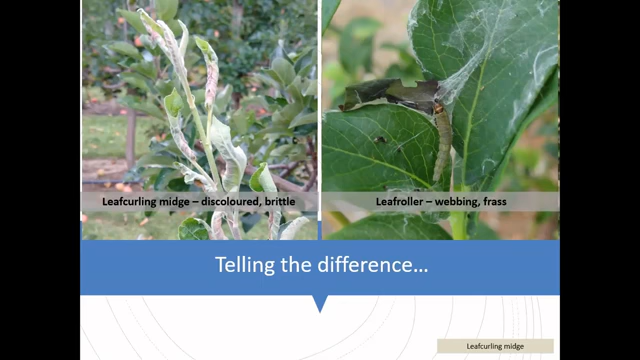 Leafcurling midge – discoloured, brittle
Leafroller – webbing, frass
Telling the difference...
Leafcurling midge